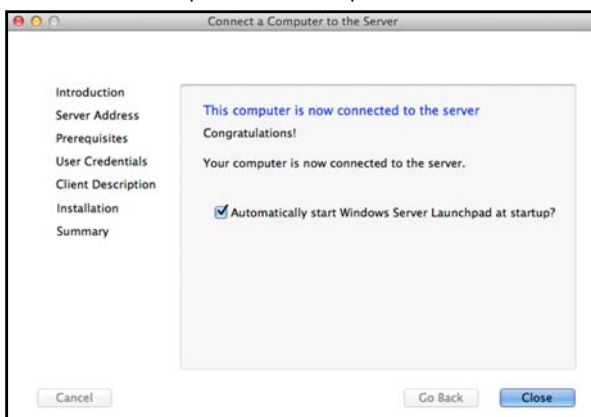 Connect a Computer to the Server
Introduction
Server Address
Prerequisites
User Credentials
Client Description
Installation
Summary
This computer is now connected to the server
Congratulations!
Your computer is now connected to the server.
Automatically start Windows Server Launchpad at startup?
Cancel
Go Back
Close